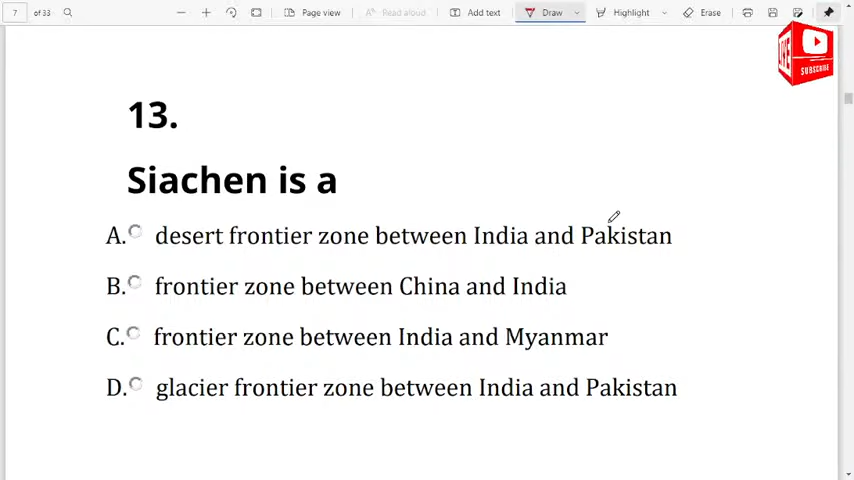 7 of 33 Page view Read aloud Add text Draw Highlight Erase
LIVE SUBSCRIBE
13.
Siachen is a
A. desert frontier zone between India and Pakistan
B. frontier zone between China and India
C. frontier zone between India and Myanmar
D. glacier frontier zone between India and Pakistan